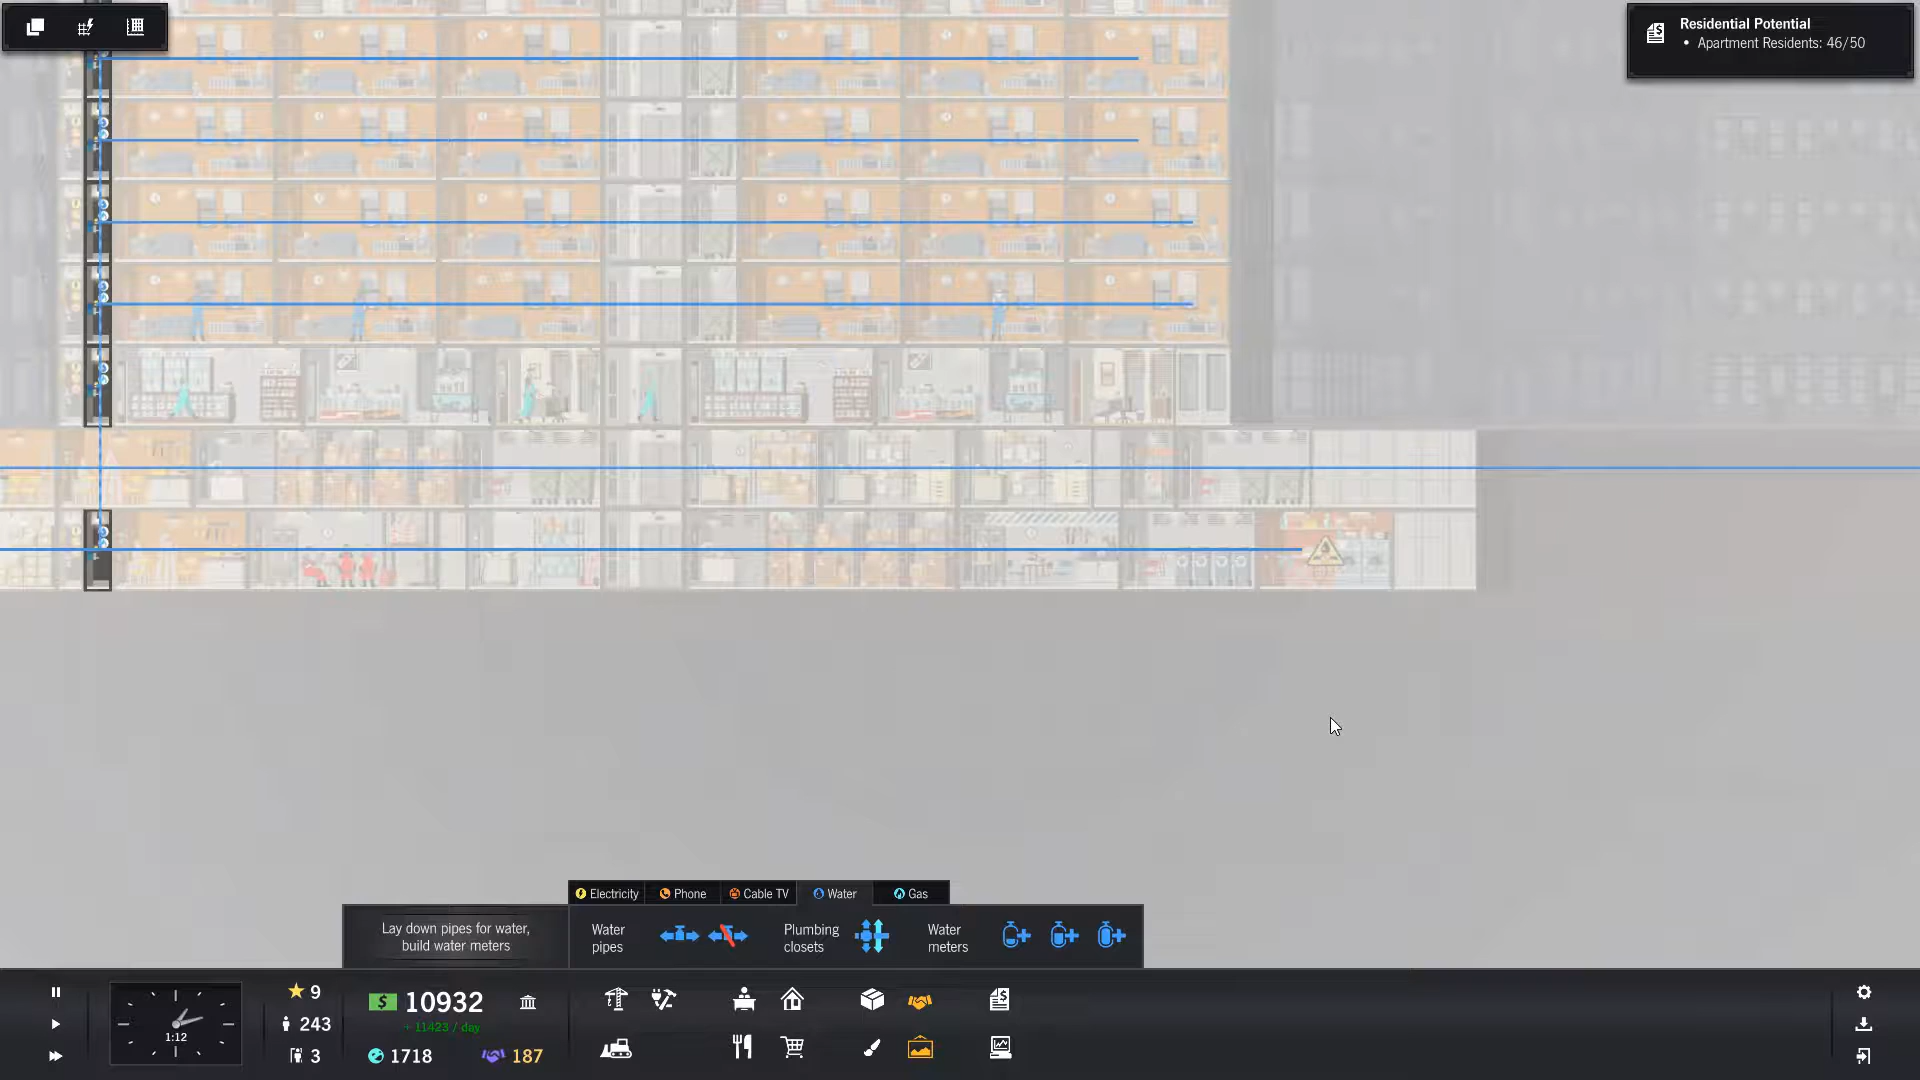 Residential Potential
• Apartment Residents: 46/50
Electricity
Phone
Cable TV
Water
Gas
Lay down pipes for water,
build water meters
Water
pipes
Plumbing
closets
Water
meters
1:12
9
243
3
$ 10932
+ 11423 / day
1718
187